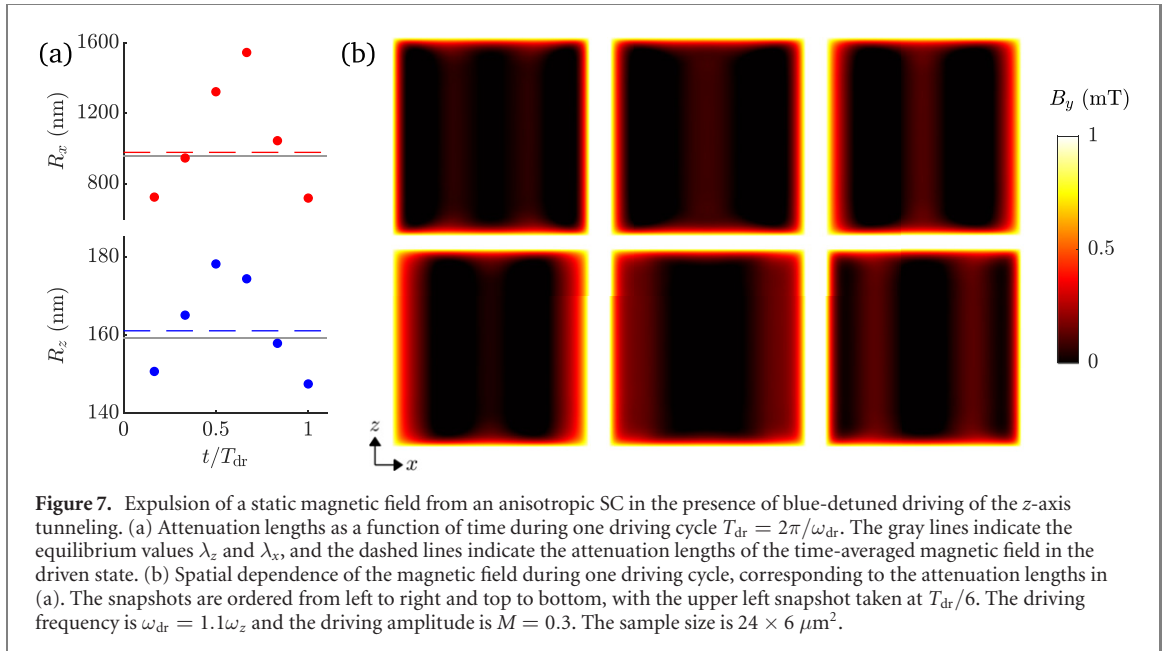 (a)
1600
1200
800
R_x (nm)
180
160
140
R_z (nm)
0
0.5
1
t/T_dr
(b)
B_y (mT)
1
0.5
0
z
x
Figure 7. Expulsion of a static magnetic field from an anisotropic SC in the presence of blue-detuned driving of the z-axis
tunneling. (a) Attenuation lengths as a function of time during one driving cycle T_dr = 2π/ω_dr. The gray lines indicate the
equilibrium values λ_z and λ_x, and the dashed lines indicate the attenuation lengths of the time-averaged magnetic field in the
driven state. (b) Spatial dependence of the magnetic field during one driving cycle, corresponding to the attenuation lengths in
(a). The snapshots are ordered from left to right and top to bottom, with the upper left snapshot taken at T_dr/6. The driving
frequency is ω_dr = 1.1ω_z and the driving amplitude is M = 0.3. The sample size is 24 × 6 μm².